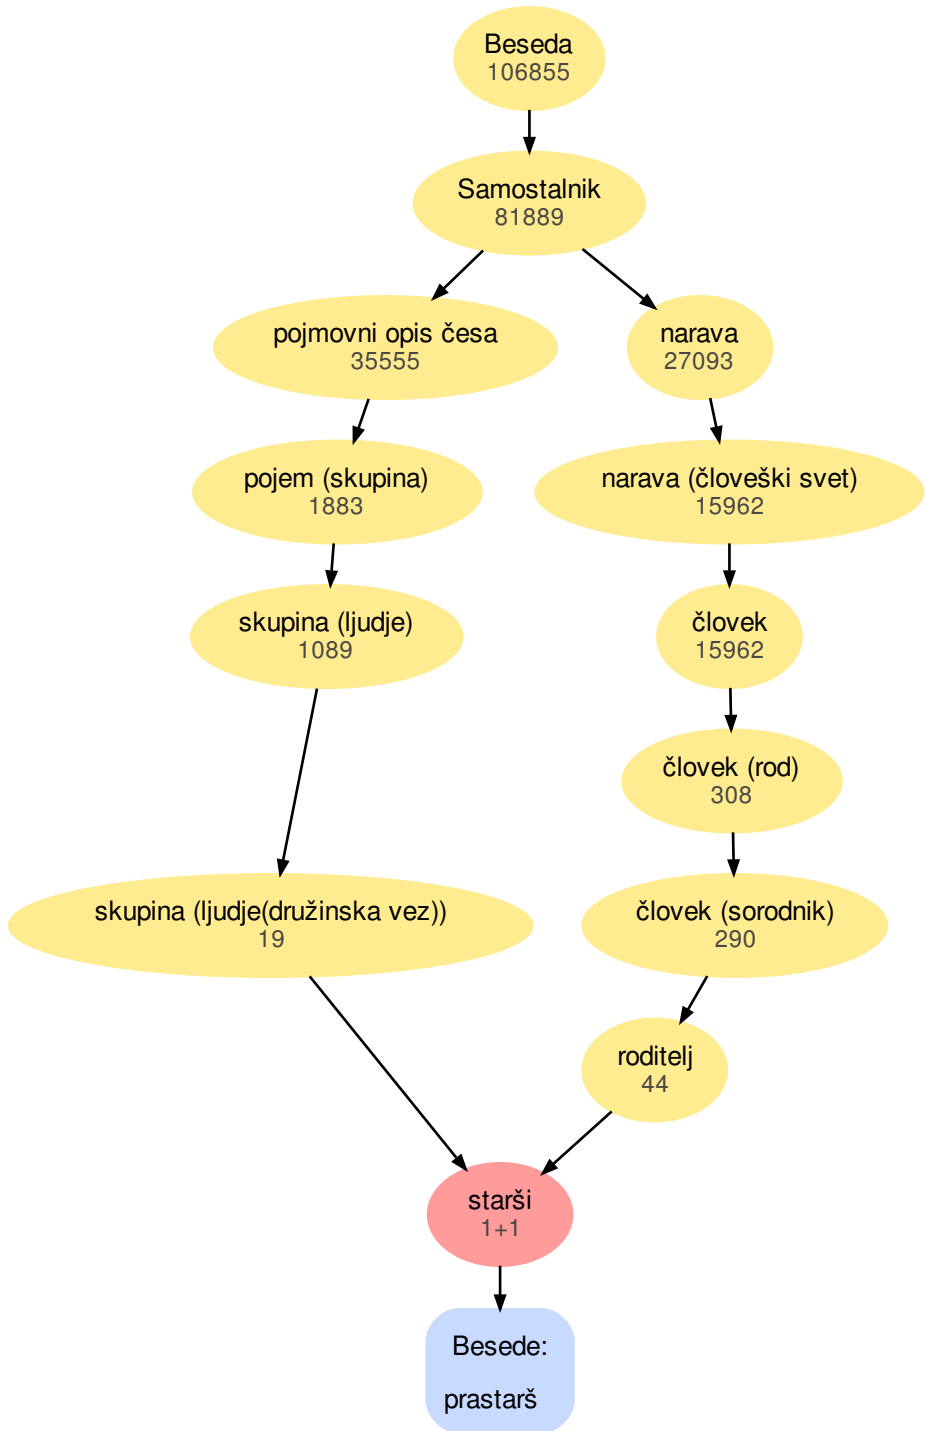 Beseda
106855
Samostalnik
81889
pojmovni opis česa
35555
narava
27093
pojem (skupina)
1883
narava (človeški svet)
15962
skupina (ljudje)
1089
človek
15962
človek (rod)
308
skupina (ljudje(družinska vez))
19
človek (sorodnik)
290
roditelj
44
starši
1+1
Besede:
prastarš